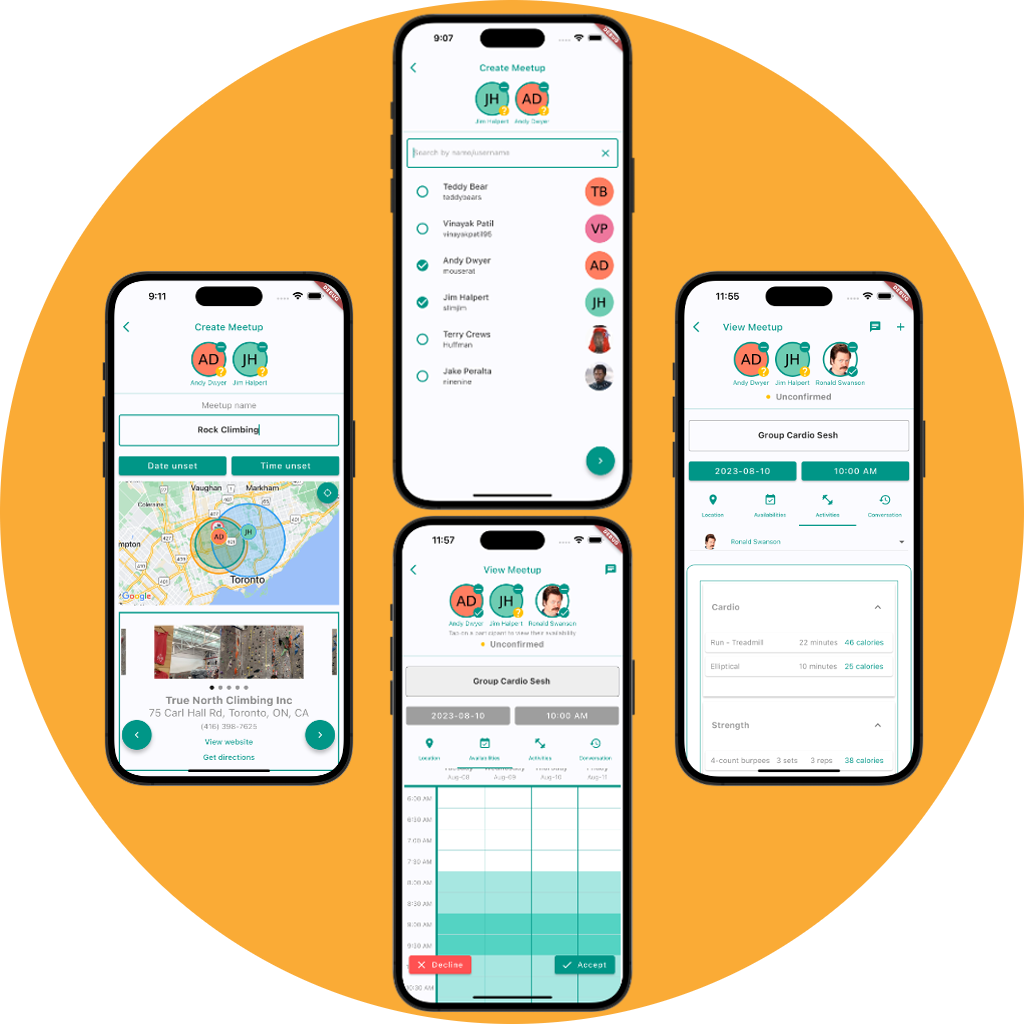 9:07
DEBUG
Create Meetup
JH AD
Jim Halpert Andy Dwyer
Search by name/username
Teddy Bear
teddybaars
TB
Vinayak Patil
vinayakpatil96
VP
Andy Dwyer
mouserat
AD
Jim Halpert
slimjim
JH
Terry Crews
Huffman
Jake Peralta
ninenine
9:11
DEBUG
Create Meetup
AD JH
Andy Dwyer Jim Halpert
Meetup name
Rock Climbing
Date unset Time unset
Vaughan Markham
AD JH
Toronto
Google
True North Climbing Inc
75 Carl Hall Rd, Toronto, ON, CA
(416) 398-7625
View website
Get directions
11:57
DEBUG
View Meetup
AD JH
Andy Dwyer Jim Halpert Ronald Swanson
Tap on a participant to view their availability
Unconfirmed
Group Cardio Sesh
2023-08-10 10:00 AM
Location Availabilities Activities Conversation
Aug-08 Aug-09 Aug-10 Aug-11
6:00 AM
6:30 AM
7:00 AM
7:30 AM
8:00 AM
8:30 AM
9:00 AM
9:30 AM
Decline Accept
10:30 AM
11:55
DEBUG
View Meetup
AD JH
Andy Dwyer Jim Halpert Ronald Swanson
Unconfirmed
Group Cardio Sesh
2023-08-10 10:00 AM
Location Availabilities Activities Conversation
Ronald Swanson
Cardio
Run - Treadmill 22 minutes 46 calories
Elliptical 10 minutes 25 calories
Strength
4-count burpees 3 sets 3 reps 38 calories